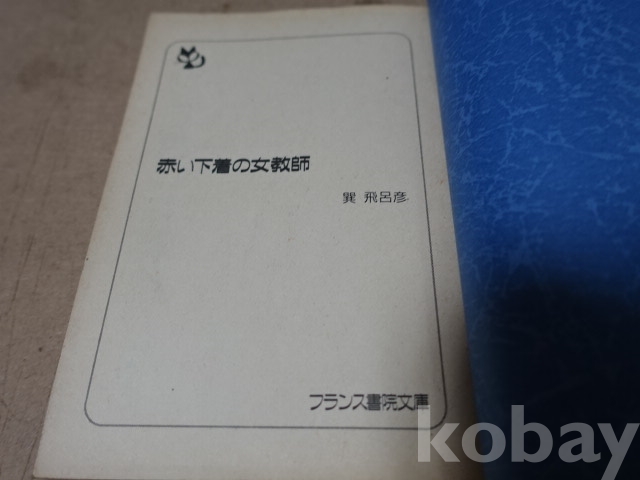 赤い下着の女教師
巽 飛呂彦
フランス書院文庫
kobay